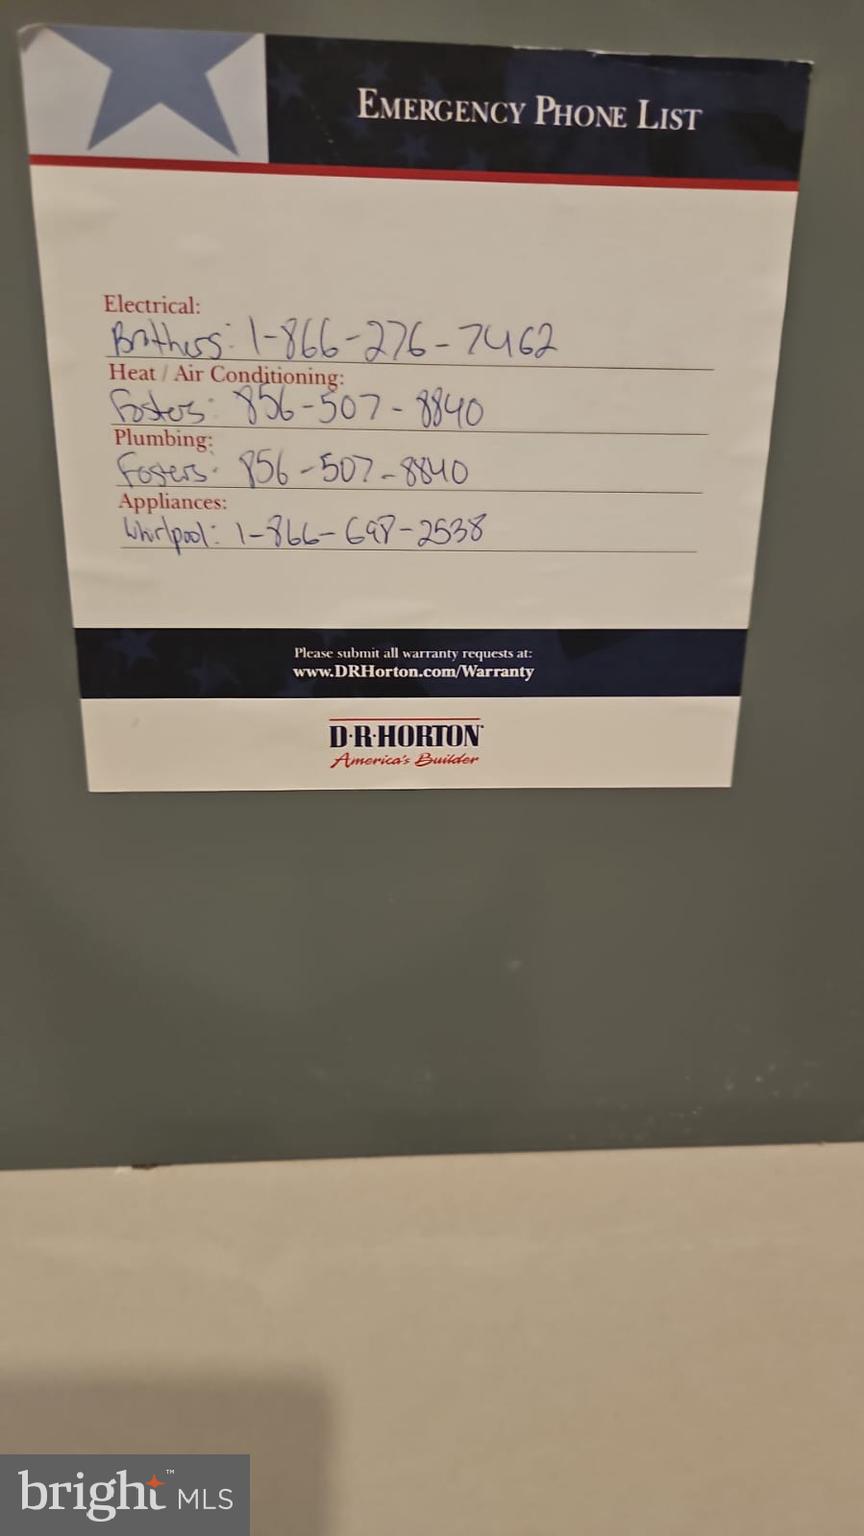 EMERGENCY PHONE LIST
Electrical:
Brothers: 1-866-276-7462
Heat / Air Conditioning:
Fosters: 856-507-8840
Plumbing:
Fosters: 856-507-8840
Appliances:
Whirlpool: 1-866-698-2538
Please submit all warranty requests at:
www.DRHorton.com/Warranty
D·R·HORTON
America's Builder
bright™ MLS